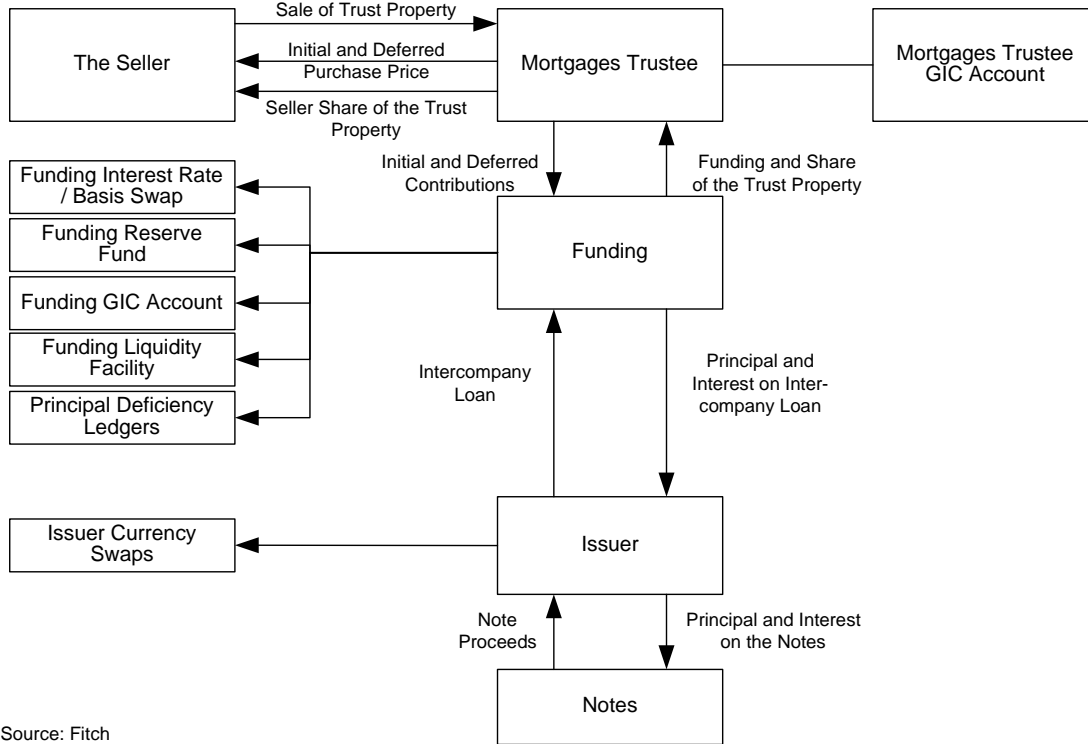 Sale of Trust Property
The Seller
Initial and Deferred
Purchase Price
Seller Share of the Trust
Property
Mortgages Trustee
Mortgages Trustee
GIC Account
Initial and Deferred
Contributions
Funding and Share
of the Trust Property
Funding Interest Rate
/ Basis Swap
Funding Reserve
Fund
Funding GIC Account
Funding Liquidity
Facility
Principal Deficiency
Ledgers
Funding
Intercompany
Loan
Principal and
Interest on Inter-
company Loan
Issuer Currency
Swaps
Issuer
Note
Proceeds
Principal and Interest
on the Notes
Notes
Source: Fitch